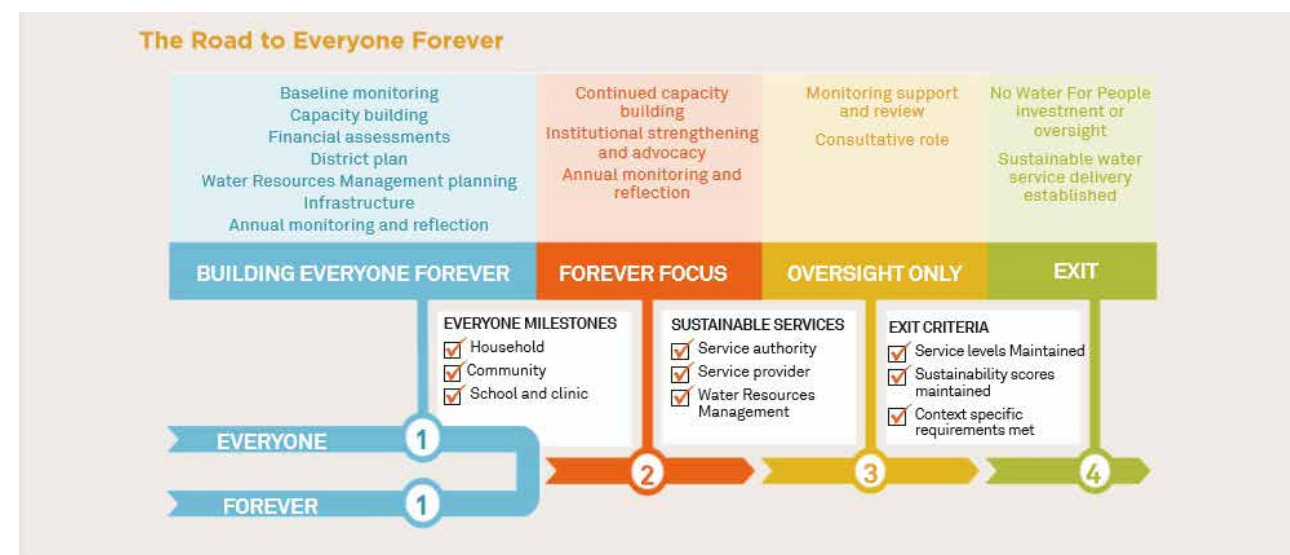 The Road to Everyone Forever
Baseline monitoring
Capacity building
Financial assessments
District plan
Water Resources Management planning
Infrastructure
Annual monitoring and reflection
Continued capacity
building
Institutional strengthening
and advocacy
Annual monitoring and
reflection
Monitoring support
and review
Consultative role
No Water For People
investment or
oversight
Sustainable water
service delivery
established
BUILDING EVERYONE FOREVER
FOREVER FOCUS
OVERSIGHT ONLY
EXIT
EVERYONE MILESTONES
Household
Community
School and clinic
SUSTAINABLE SERVICES
Service authority
Service provider
Water Resources
Management
EXIT CRITERIA
Service levels Maintained
Sustainability scores
maintained
Context specific
requirements met
EVERYONE
1
FOREVER
1
2
3
4